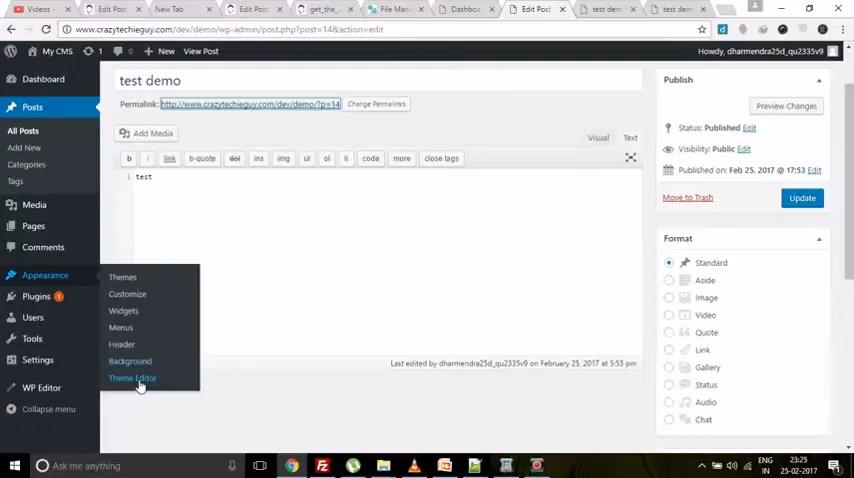 Videos -
Edit Post
New Tab
Edit Post
get_the_
File Mana
Dashboar
Edit Post
test demo
test demo
www.crazytechieguy.com/dev/demo/wp-admin/post.php?post=14&action=edit
My CMS
1
0
New
View Post
Howdy, dharmendra25d_qu2335v9
Dashboard
Posts
All Posts
Add New
Categories
Tags
Media
Pages
Comments
Appearance
Plugins 1
Users
Tools
Settings
WP Editor
Collapse menu
Themes
Customize
Widgets
Menus
Header
Background
Theme Editor
test demo
Permalink: http://www.crazytechieguy.com/dev/demo/?p=14
Change Permalinks
Add Media
Visual
Text
b
i
link
b-quote
del
ins
img
ul
ol
li
code
more
close tags
1 test
Last edited by dharmendra25d_qu2335v9 on February 25, 2017 at 5:53 pm
Publish
Preview Changes
Status: Published Edit
Visibility: Public Edit
Published on: Feb 25, 2017 @ 17:53 Edit
Move to Trash
Update
Format
Standard
Aside
Image
Video
Quote
Link
Gallery
Status
Audio
Chat
Ask me anything
ENG
IN
23:25
25-02-2017